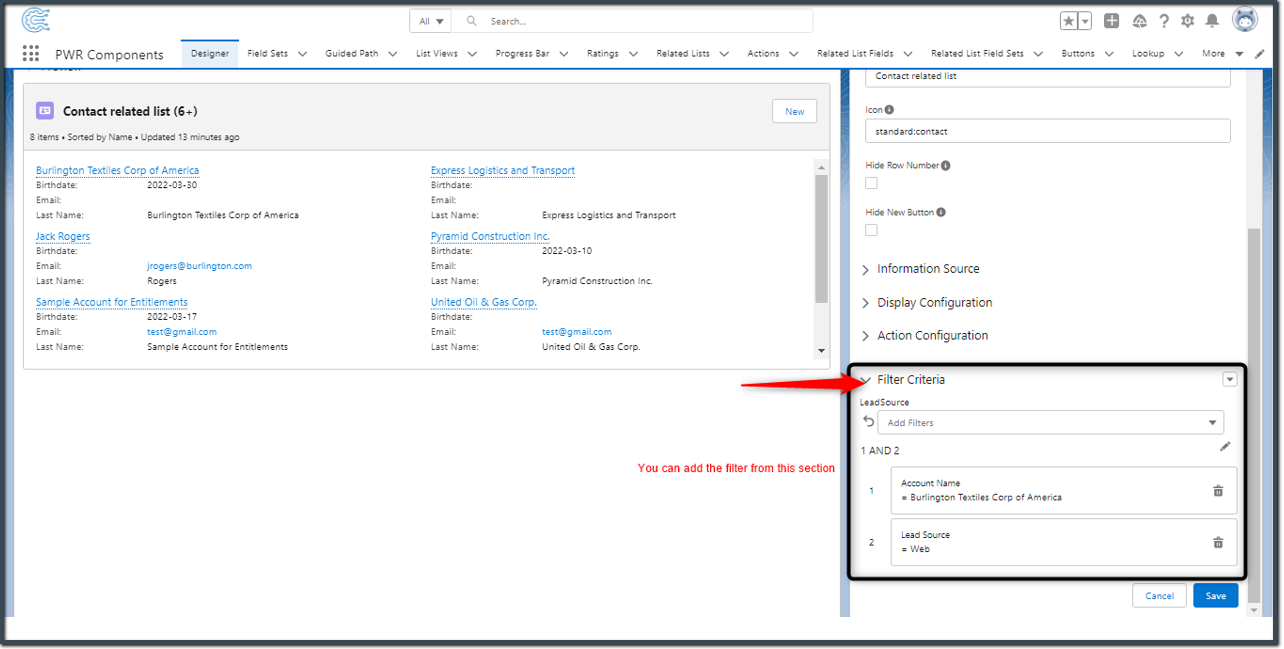 All
Search...
PWR Components
Designer
Field Sets
Guided Path
List Views
Progress Bar
Ratings
Related Lists
Actions
Related List Fields
Related List Field Sets
Buttons
Lookup
More
Contact related list (6+)
New
8 items • Sorted by Name • Updated 13 minutes ago
Burlington Textiles Corp of America
Birthdate: 2022-03-30
Email:
Last Name: Burlington Textiles Corp of America
Express Logistics and Transport
Birthdate:
Email:
Last Name: Express Logistics and Transport
Jack Rogers
Birthdate:
Email: jrogers@burlington.com
Last Name: Rogers
Pyramid Construction Inc.
Birthdate: 2022-03-10
Email:
Last Name: Pyramid Construction Inc.
Sample Account for Entitlements
Birthdate: 2022-03-17
Email: test@gmail.com
Last Name: Sample Account for Entitlements
United Oil & Gas Corp.
Birthdate:
Email: test@gmail.com
Last Name: United Oil & Gas Corp.
You can add the filter from this section
Contact related list
Icon
standard:contact
Hide Row Number
Hide New Button
Information Source
Display Configuration
Action Configuration
Filter Criteria
LeadSource
Add Filters
1 AND 2
1
Account Name
= Burlington Textiles Corp of America
2
Lead Source
= Web
Cancel
Save